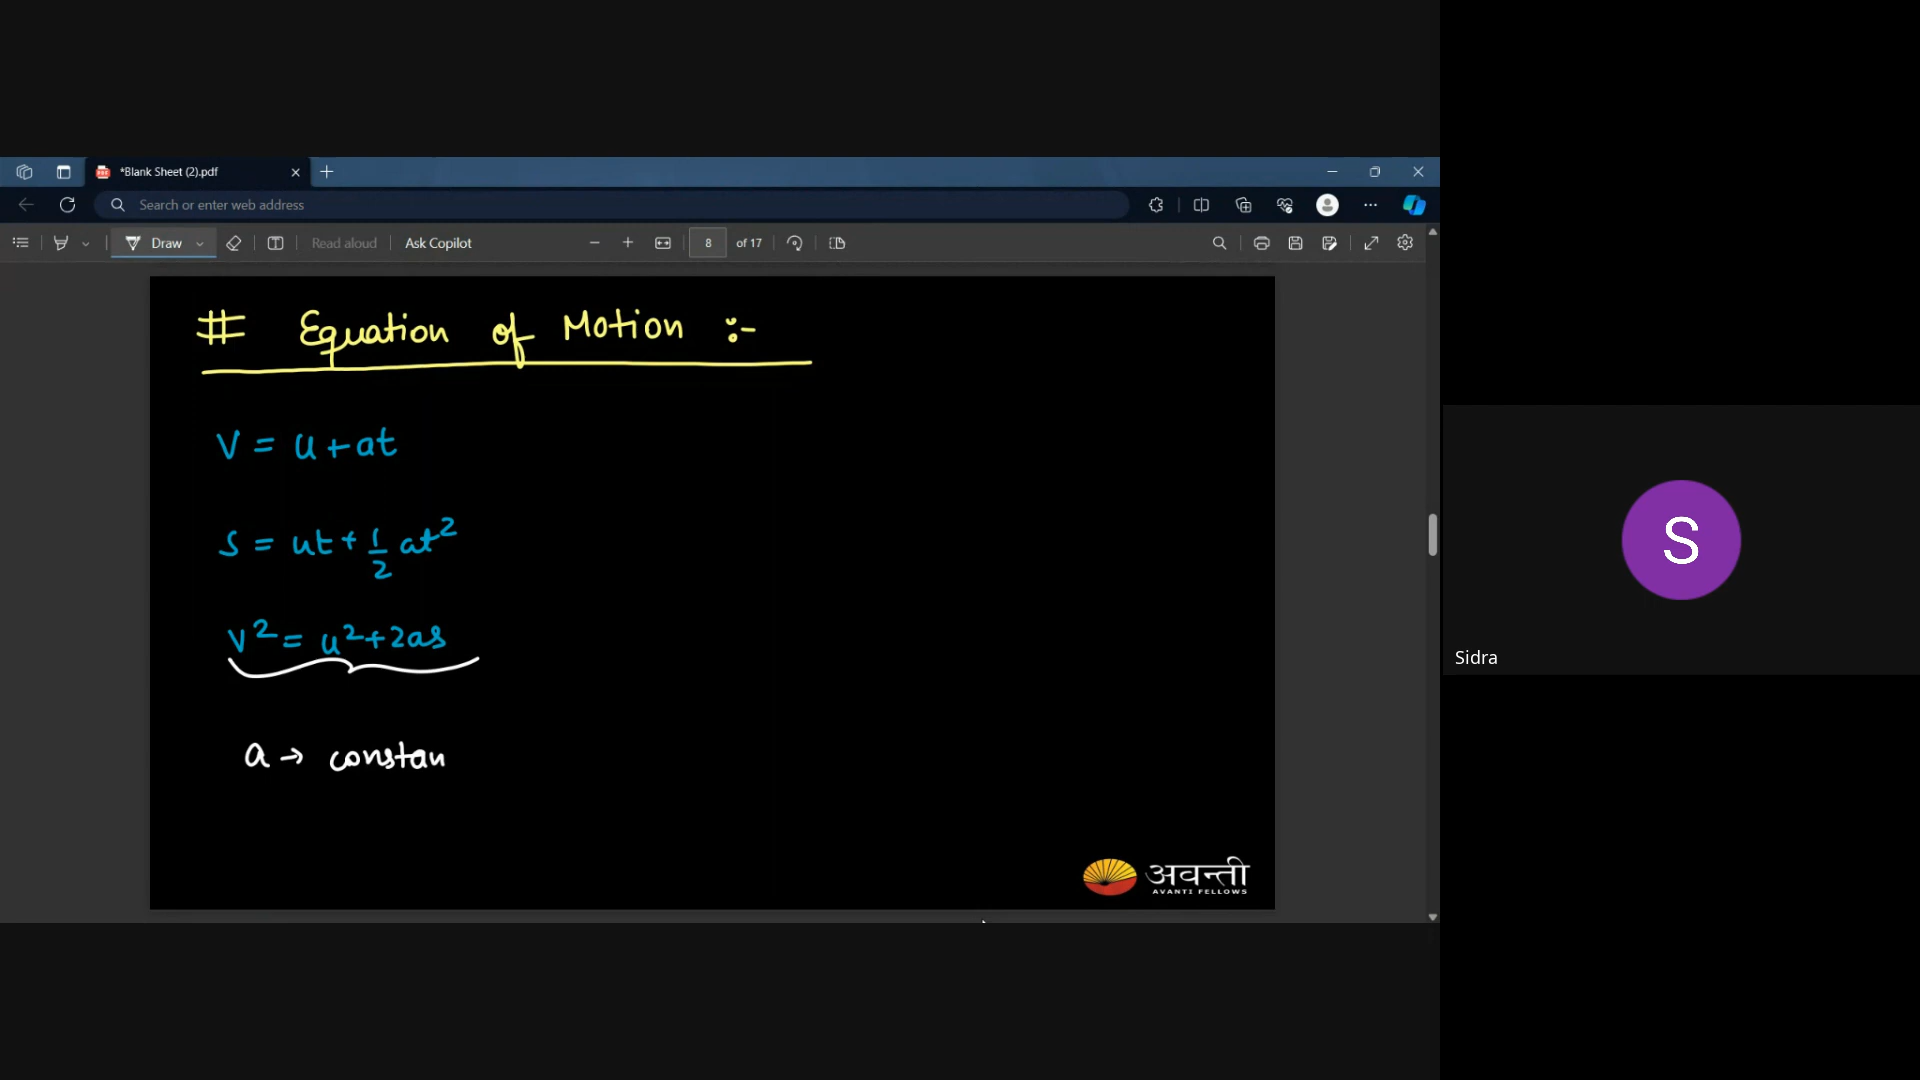 *Blank Sheet (2).pdf
Search or enter web address
Draw
Read aloud
Ask Copilot
8 of 17
# Equation of Motion :-
V = u + at
S = ut + 1/2 at²
V² = u² + 2as
a → constan
अवन्ती
AVANTI FELLOWS
S
Sidra